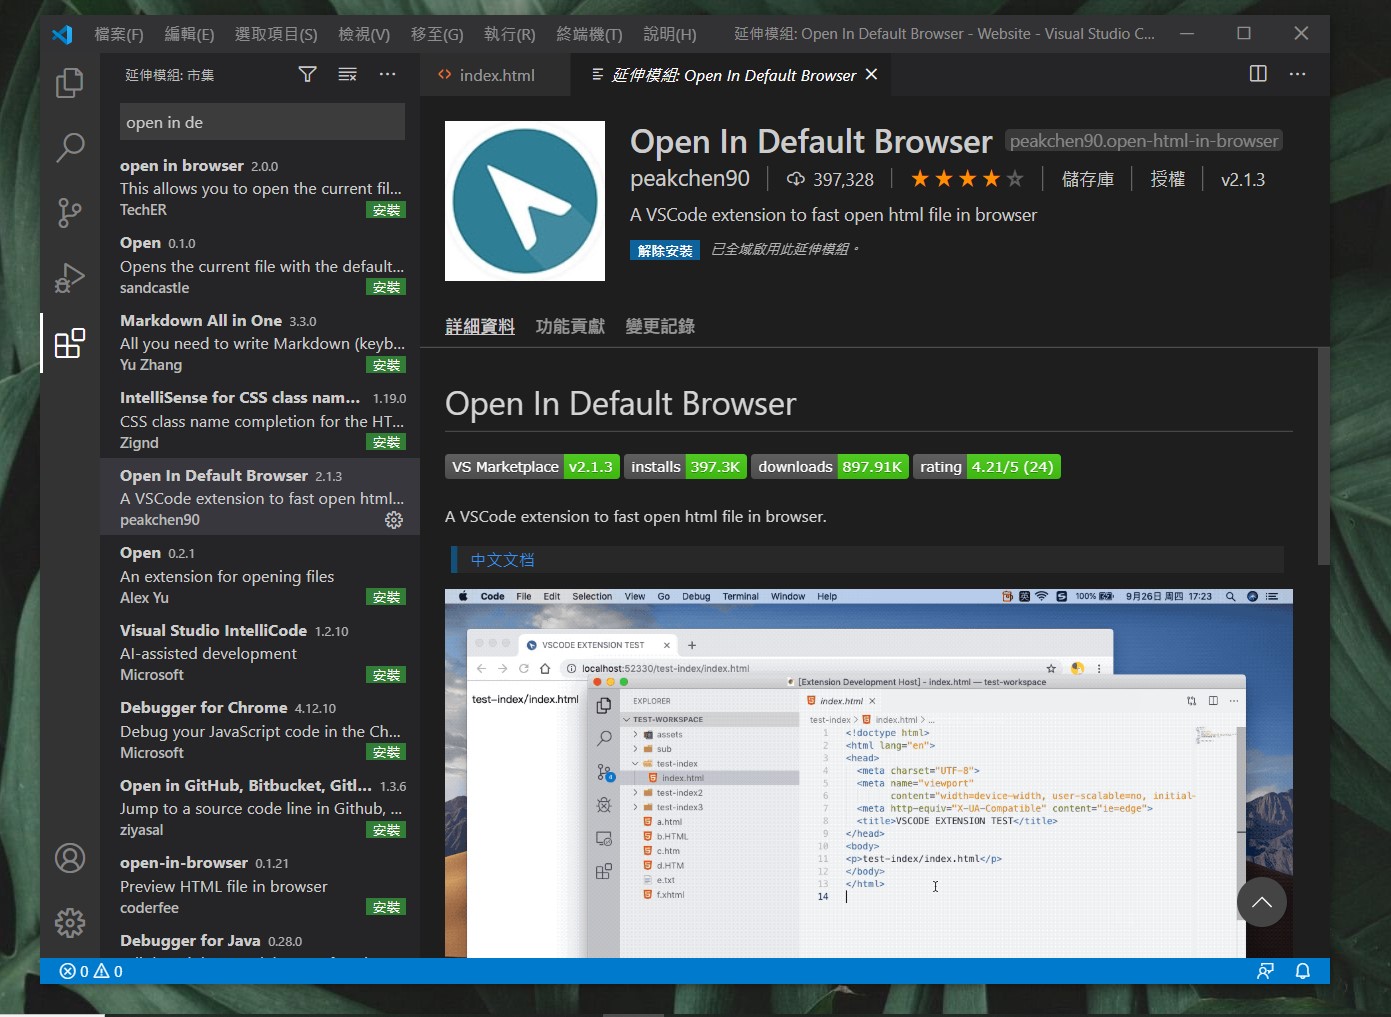 檔案(F) 編輯(E) 選取項目(S) 檢視(V) 移至(G) 執行(R) 終端機(T) 說明(H) 延伸模組: Open In Default Browser - Website - Visual Studio C...
延伸模組: 市集
index.html
延伸模組: Open In Default Browser
open in de
open in browser 2.0.0
This allows you to open the current fil...
TechER 安裝
Open 0.1.0
Opens the current file with the default...
sandcastle 安裝
Markdown All in One 3.3.0
All you need to write Markdown (keyb...
Yu Zhang 安裝
IntelliSense for CSS class nam... 1.19.0
CSS class name completion for the HT...
Zignd 安裝
Open In Default Browser 2.1.3
A VSCode extension to fast open html...
peakchen90
Open 0.2.1
An extension for opening files
Alex Yu 安裝
Visual Studio IntelliCode 1.2.10
AI-assisted development
Microsoft 安裝
Debugger for Chrome 4.12.10
Debug your JavaScript code in the Ch...
Microsoft 安裝
Open in GitHub, Bitbucket, Gitl... 1.3.6
Jump to a source code line in Github, ...
ziyasal 安裝
open-in-browser 0.1.21
Preview HTML file in browser
coderfee 安裝
Debugger for Java 0.28.0
Open In Default Browser peakchen90.open-html-in-browser
peakchen90 397,328 儲存庫 授權 v2.1.3
A VSCode extension to fast open html file in browser
解除安裝 已全域啟用此延伸模組。
詳細資料 功能貢獻 變更記錄
Open In Default Browser
VS Marketplace v2.1.3 installs 397.3K downloads 897.91K rating 4.21/5 (24)
A VSCode extension to fast open html file in browser.
中文文档
Code File Edit Selection View Go Debug Terminal Window Help 英 100% 9月26日 周四 17:23
VSCODE EXTENSION TEST
localhost:52330/test-index/index.html
test-index/index.html
[Extension Development Host] - index.html — test-workspace
EXPLORER
TEST-WORKSPACE
assets
sub
test-index
index.html
test-index2
test-index3
a.html
b.HTML
c.htm
d.HTM
e.txt
f.xhtml
4
index.html
test-index > index.html > ...
1 <!doctype html>
2 <html lang="en">
3 <head>
4 <meta charset="UTF-8">
5 <meta name="viewport"
6 content="width=device-width, user-scalable=no, initial-
7 <meta http-equiv="X-UA-Compatible" content="ie=edge">
8 <title>VSCODE EXTENSION TEST</title>
9 </head>
10 <body>
11 <p>test-index/index.html</p>
12 </body>
13 </html>
14
0 0